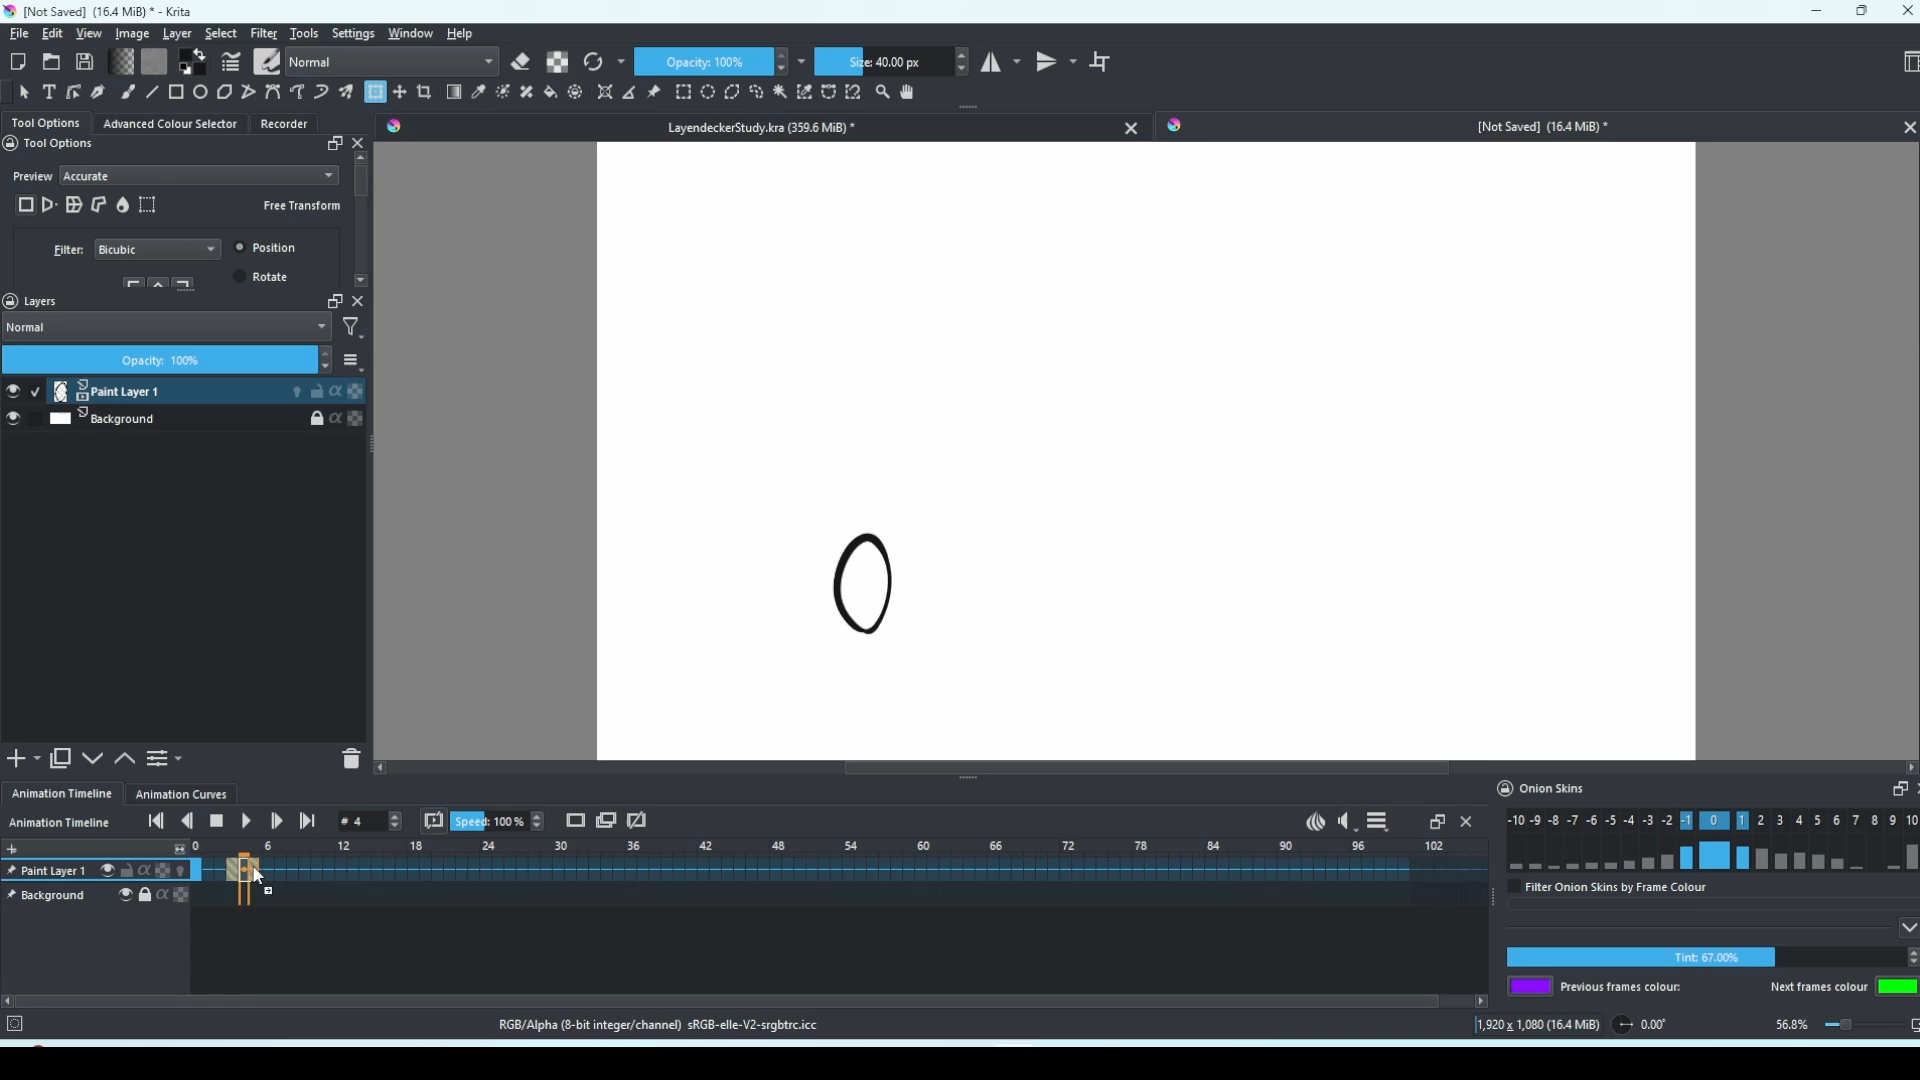 [Not Saved] (16.4 MiB) * - Krita
File Edit View Image Layer Select Filter Tools Settings Window Help
Normal Opacity: 100% Size: 40.00 px
Tool Options Advanced Colour Selector Recorder
LayendeckerStudy.kra (359.6 MiB) * [Not Saved] (16.4 MiB) *
Tool Options
Preview Accurate
Free Transform
Filter: Bicubic Position
Rotate
Layers
Normal
Opacity: 100%
Paint Layer 1
Background
Animation Timeline Animation Curves
Onion Skins
Animation Timeline # 4 Speed: 100 %
-10 -9 -8 -7 -6 -5 -4 -3 -2 -1 0 1 2 3 4 5 6 7 8 9 10
0 6 12 18 24 30 36 42 48 54 60 66 72 78 84 90 96 102
Paint Layer 1
Filter Onion Skins by Frame Colour
Background
Tint: 67.00%
Previous frames colour: Next frames colour
RGB/Alpha (8-bit integer/channel) sRGB-elle-V2-srgbtrc.icc 1,920 x 1,080 (16.4 MiB) 0.00° 56.8%